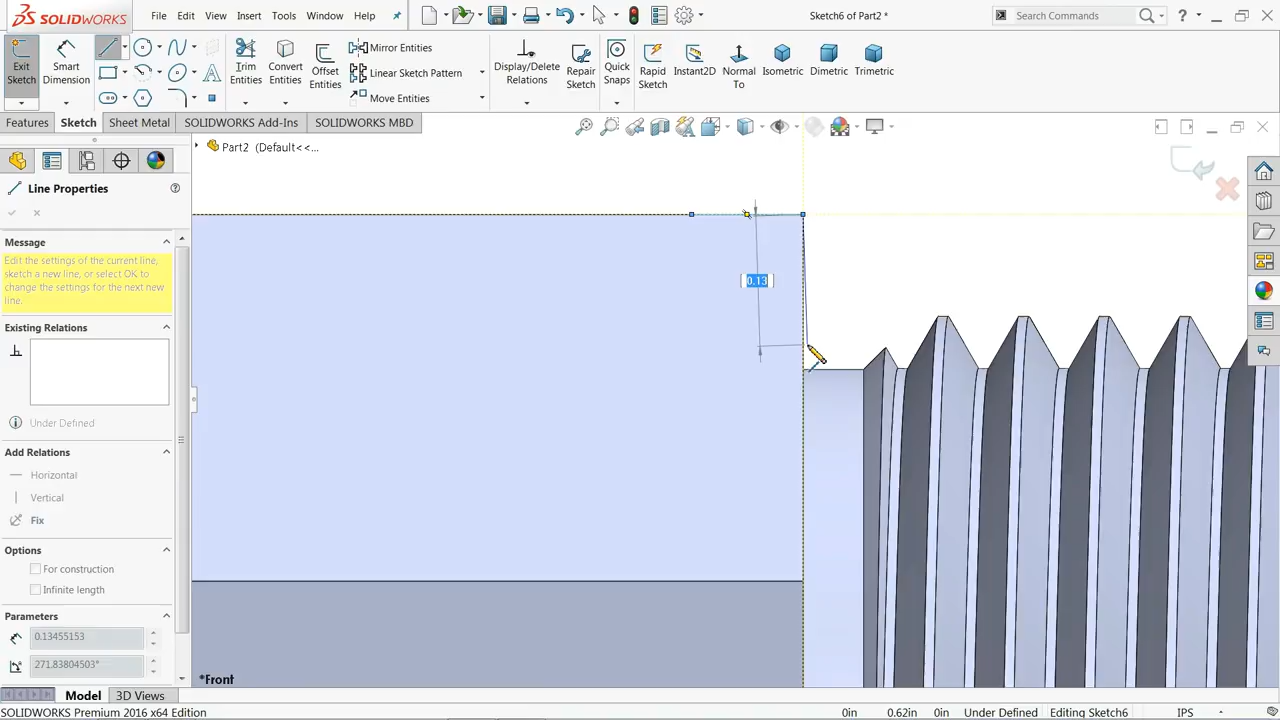 SOLIDWORKS
File Edit View Insert Tools Window Help
Sketch6 of Part2 *
Search Commands
Exit Sketch
Smart Dimension
Trim Entities
Convert Entities
Offset Entities
Mirror Entities
Linear Sketch Pattern
Move Entities
Display/Delete Relations
Repair Sketch
Quick Snaps
Rapid Sketch
Instant2D
Normal To
Isometric
Dimetric
Trimetric
Features Sketch Sheet Metal SOLIDWORKS Add-Ins SOLIDWORKS MBD
Part2 (Default<<...
Line Properties
Message
Edit the settings of the current line, sketch a new line, or select OK to change the settings for the next new line.
Existing Relations
Under Defined
Add Relations
Horizontal
Vertical
Fix
Options
For construction
Infinite length
Parameters
0.13455153
271.83804503°
0.13
*Front
Model 3D Views
SOLIDWORKS Premium 2016 x64 Edition
0in 0.62in 0in Under Defined Editing Sketch6 IPS